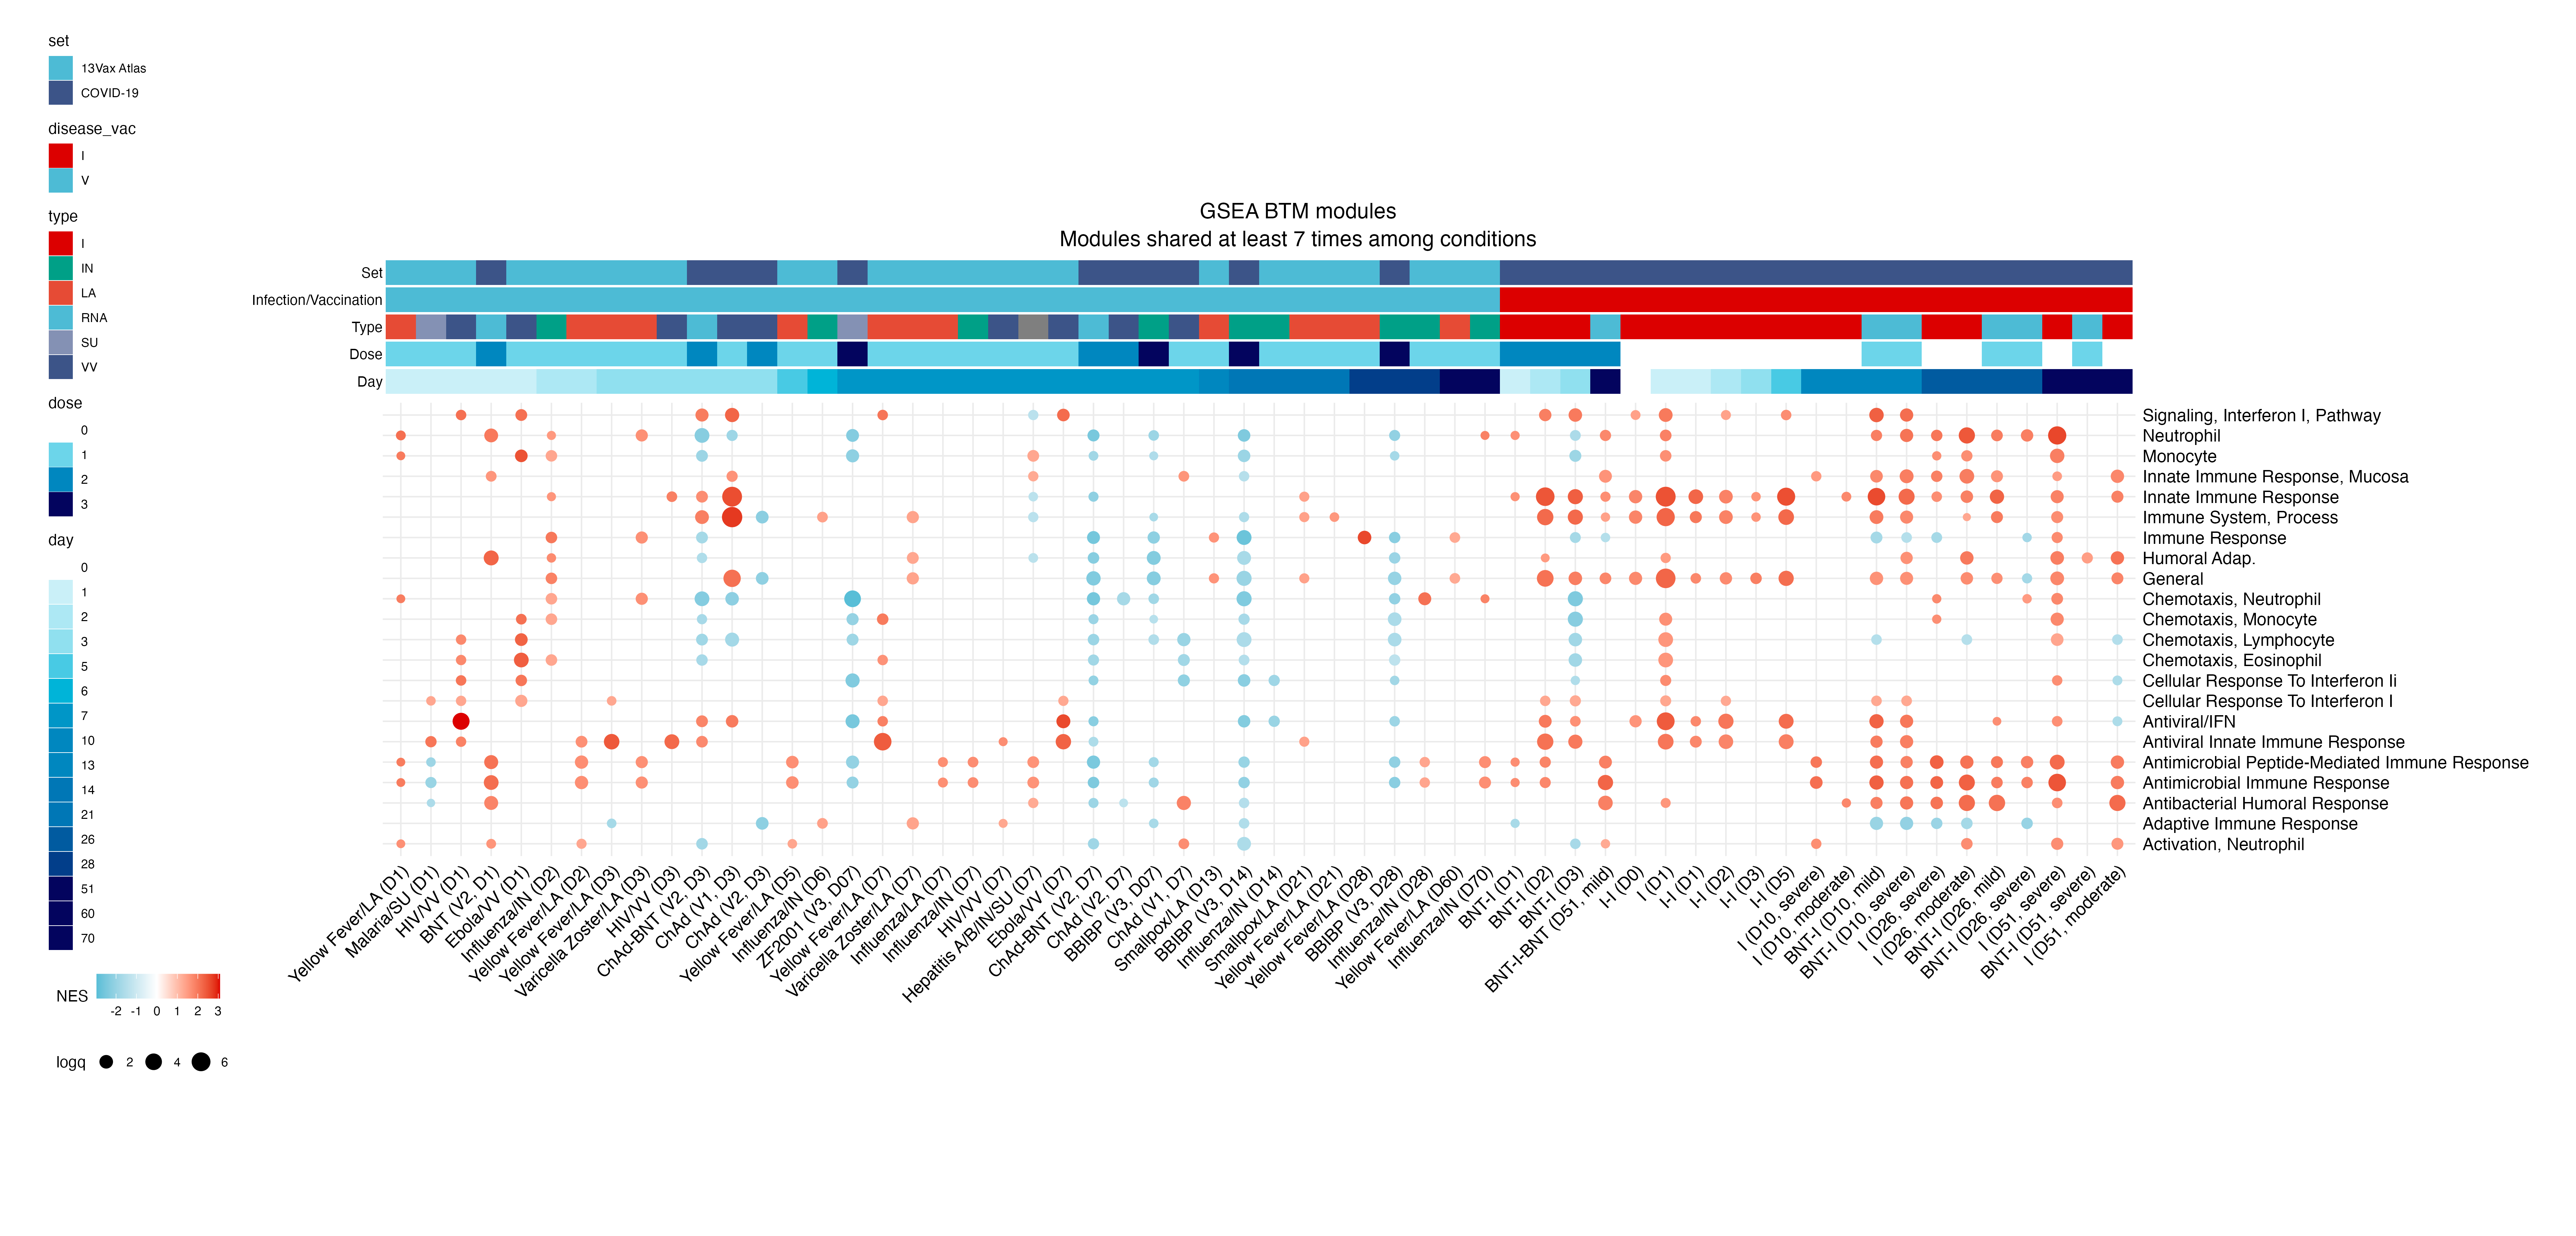 set
13Vax Atlas
COVID-19
disease_vac
I
V
type
I
IN
LA
RNA
SU
VV
dose
0
1
2
3
day
0
1
2
3
5
6
7
10
13
14
21
26
28
51
60
70
NES
-2 -1 0 1 2 3
logq 2 4 6
GSEA BTM modules
Modules shared at least 7 times among conditions
Set
Infection/Vaccination
Type
Dose
Day
Signaling, Interferon I, Pathway
Neutrophil
Monocyte
Innate Immune Response, Mucosa
Innate Immune Response
Immune System, Process
Immune Response
Humoral Adap.
General
Chemotaxis, Neutrophil
Chemotaxis, Monocyte
Chemotaxis, Lymphocyte
Chemotaxis, Eosinophil
Cellular Response To Interferon Ii
Cellular Response To Interferon I
Antiviral/IFN
Antiviral Innate Immune Response
Antimicrobial Peptide-Mediated Immune Response
Antimicrobial Immune Response
Antibacterial Humoral Response
Adaptive Immune Response
Activation, Neutrophil
Yellow Fever/LA (D1)
Malaria/SU (D1)
HIV/VV (D1)
BNT (V2, D1)
Ebola/VV (D1)
Influenza/IN (D2)
Yellow Fever/LA (D2)
Yellow Fever/LA (D3)
Varicella Zoster/LA (D3)
HIV/VV (D3)
ChAd-BNT (V2, D3)
ChAd (V1, D3)
ChAd (V2, D3)
Yellow Fever/LA (D5)
Influenza/IN (D6)
ZF2001 (V3, D07)
Yellow Fever/LA (D7)
Varicella Zoster/LA (D7)
Influenza/LA (D7)
Influenza/IN (D7)
HIV/VV (D7)
Hepatitis A/B/IN/SU (D7)
Ebola/VV (D7)
ChAd-BNT (V2, D7)
ChAd (V2, D7)
BBIBP (V3, D07)
ChAd (V1, D7)
Smallpox/LA (D13)
BBIBP (V3, D14)
Influenza/IN (D14)
Smallpox/LA (D21)
Yellow Fever/LA (D21)
Yellow Fever/LA (D28)
BBIBP (V3, D28)
Influenza/IN (D28)
Yellow Fever/LA (D60)
Influenza/IN (D70)
BNT-I (D1)
BNT-I (D2)
BNT-I (D3)
BNT-I-BNT (D51, mild)
I-I (D0)
I (D1)
I-I (D1)
I-I (D2)
I-I (D3)
I-I (D5)
I (D10, severe)
I (D10, moderate)
BNT-I (D10, mild)
BNT-I (D10, severe)
I (D26, severe)
I (D26, moderate)
BNT-I (D26, mild)
BNT-I (D26, severe)
I (D51, severe)
BNT-I (D51, severe)
I (D51, moderate)